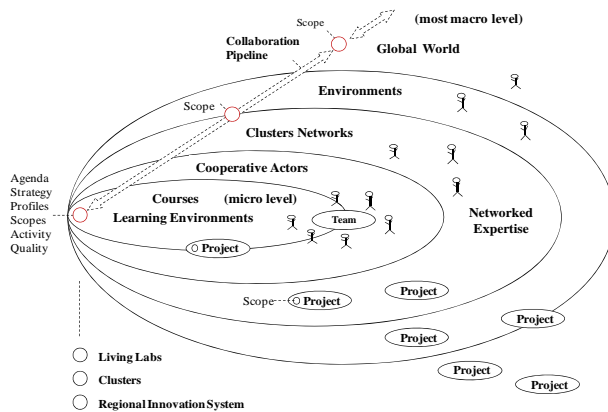 (most macro level)
Scope
Collaboration
Pipeline
Global World
Environments
Scope
Clusters Networks
Cooperative Actors
Agenda
Strategy
Profiles
Scopes
Activity
Quality
Courses (micro level)
Learning Environments
Team
Networked
Expertise
Project
Scope
Project
Project
Project
Project
Project
Project
Living Labs
Clusters
Regional Innovation System